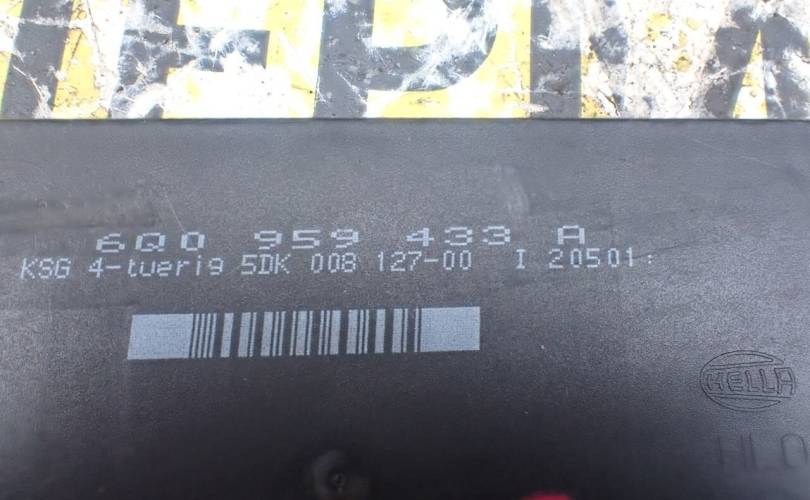 6Q0 959 433 A
KSG 4-tuerig 5DK 008 127-00 I 20501
HELLA